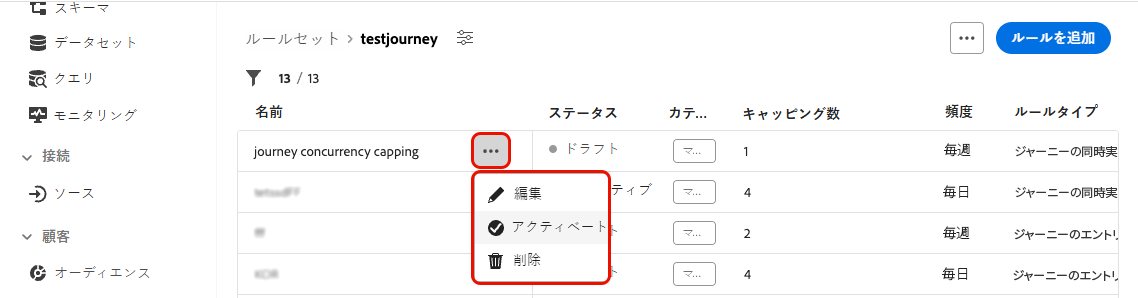 スキーマ
データセット
クエリ
モニタリング
接続
ソース
顧客
オーディエンス
ルールセット > testjourney
ルールを追加
13 / 13
名前 ステータス カテ... キャッピング数 頻度 ルールタイプ
journey concurrency capping ドラフト マ... 1 毎週 ジャーニーの同時実
ティブ マ... 4 毎日 ジャーニーの同時実
ト マ... 2 毎週 ジャーニーのエントリ
ト マ... 4 毎日 ジャーニーのエントリ
編集
アクティベート
削除